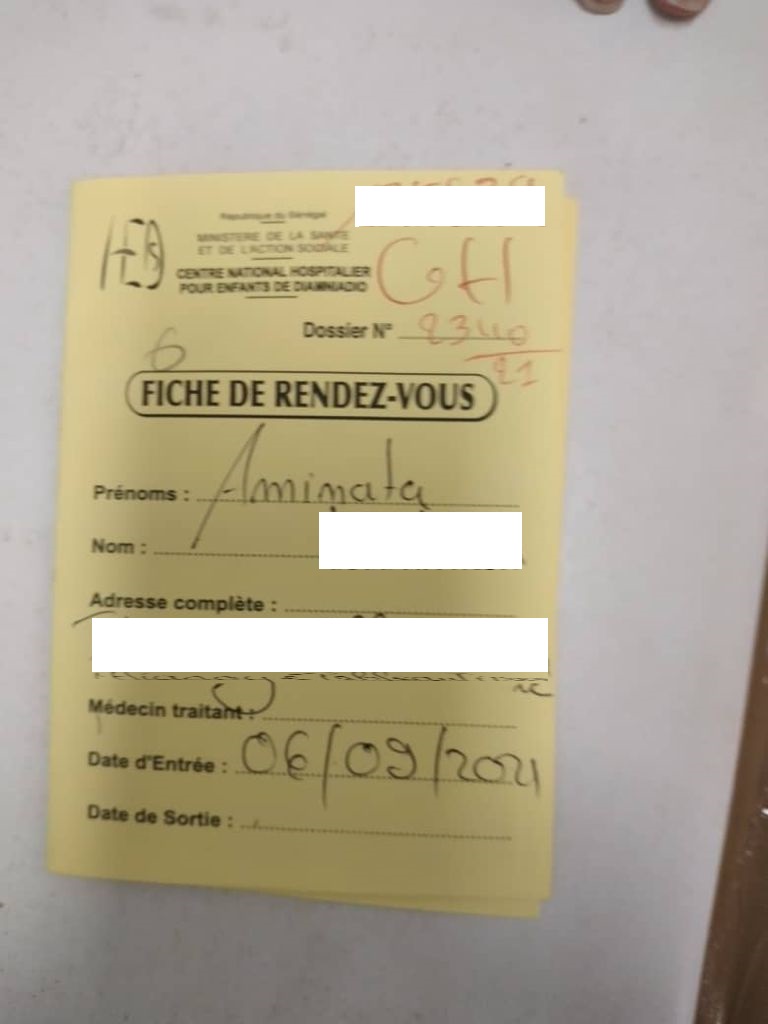 République du Sénégal
MINISTERE DE LA SANTE
ET DE L'ACTION SOCIALE
CENTRE NATIONAL HOSPITALIER
POUR ENFANTS DE DIAMNIADIO
GH
Dossier N° 2340
21
6
FICHE DE RENDEZ-VOUS
Prénoms : Aminata
Nom :
Adresse complète :
Médecin traitant :
Date d'Entrée : 06/09/2021
Date de Sortie :